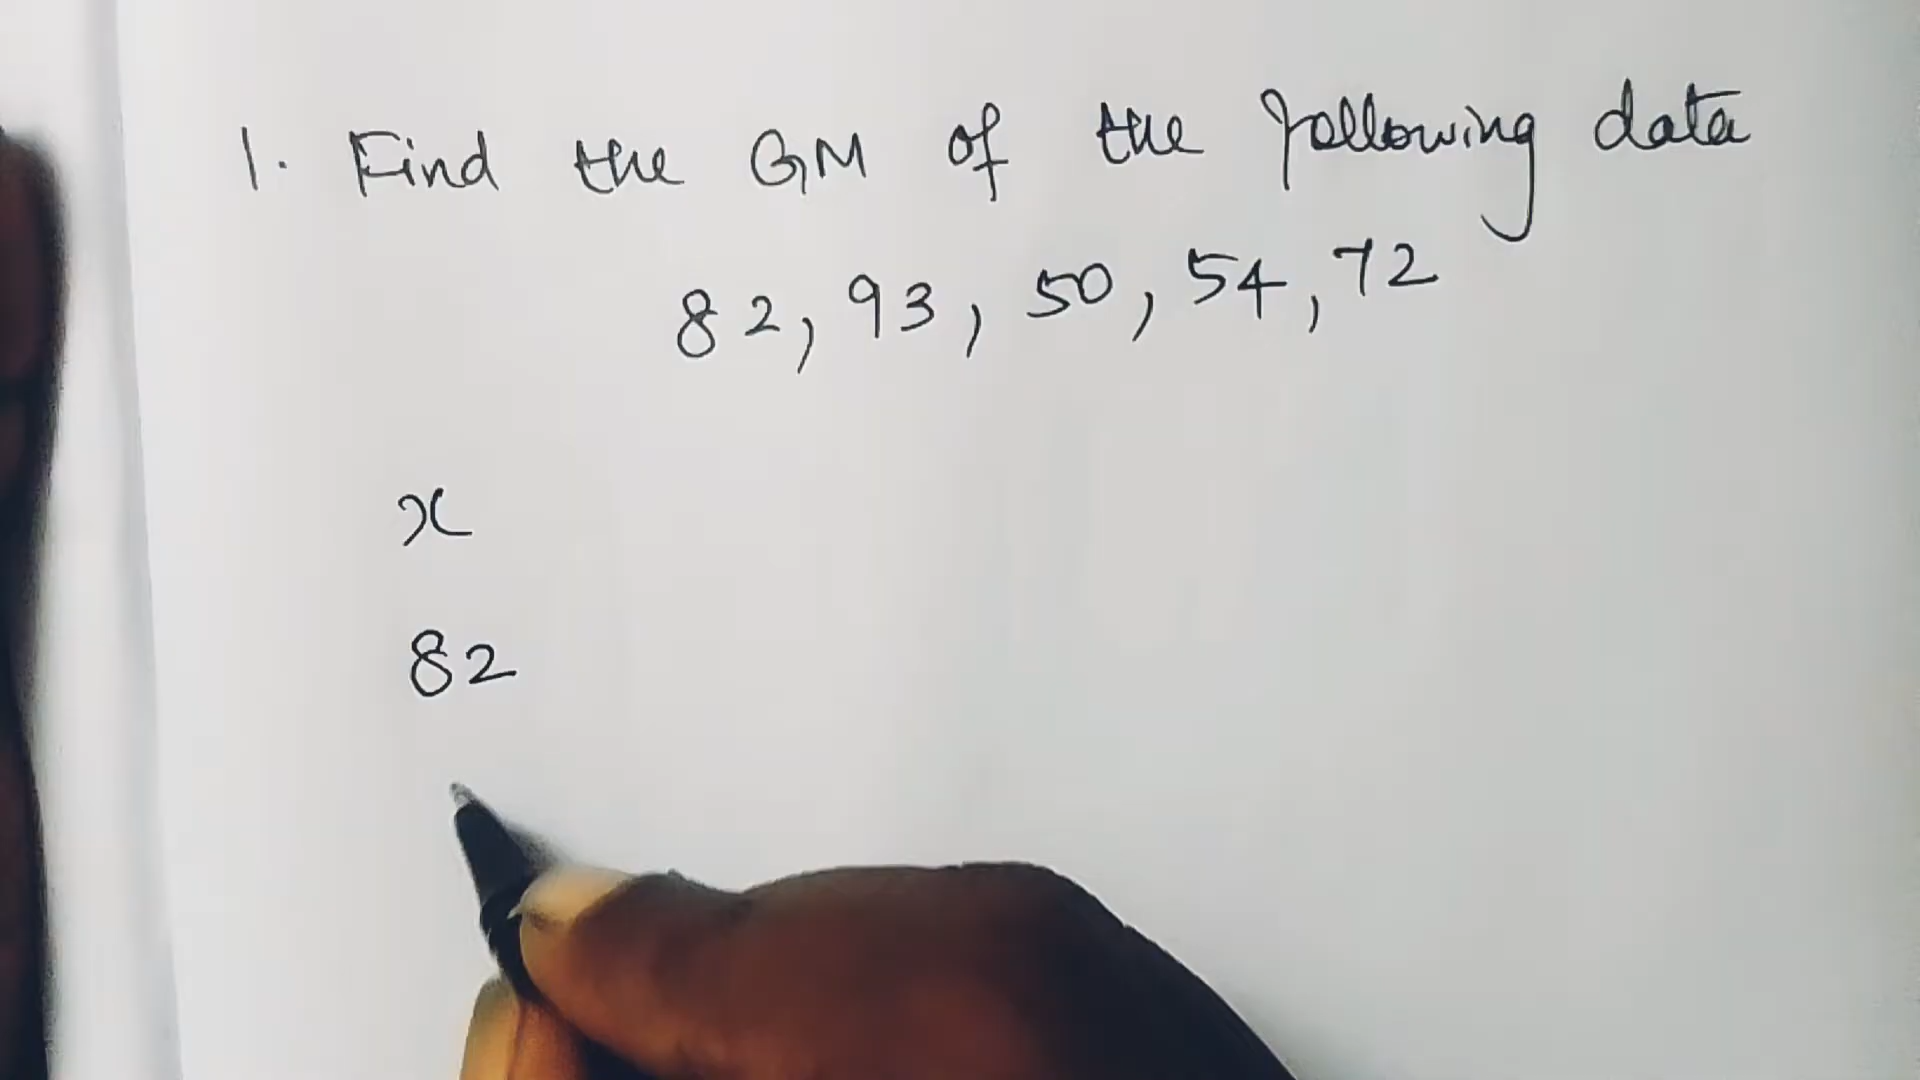 1. Find the GM of the following data
82, 93, 50, 54, 72
x
82